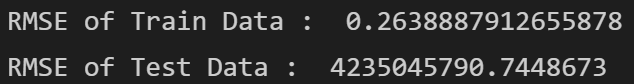 RMSE of Train Data :  0.2638887912655878
RMSE of Test Data :  4235045790.7448673